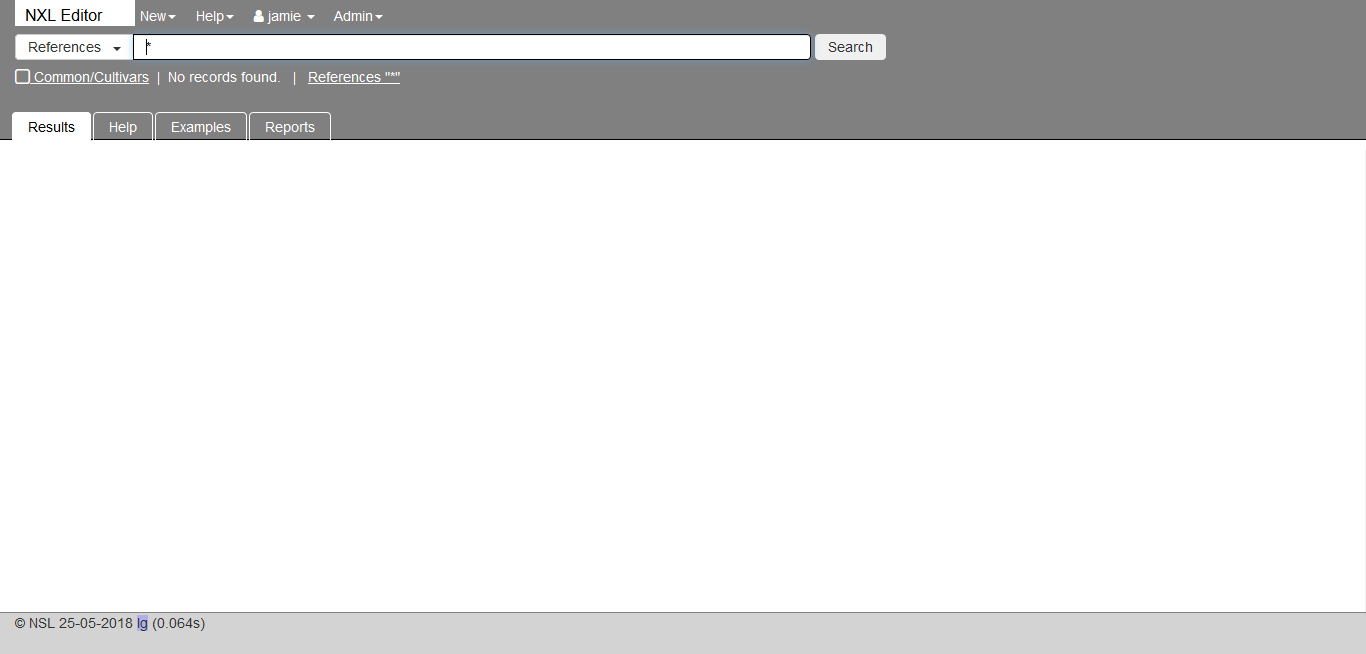 NXL Editor New Help jamie Admin
References * Search
Common/Cultivars | No records found. | References "*"
Results Help Examples Reports
© NSL 25-05-2018 lg (0.064s)